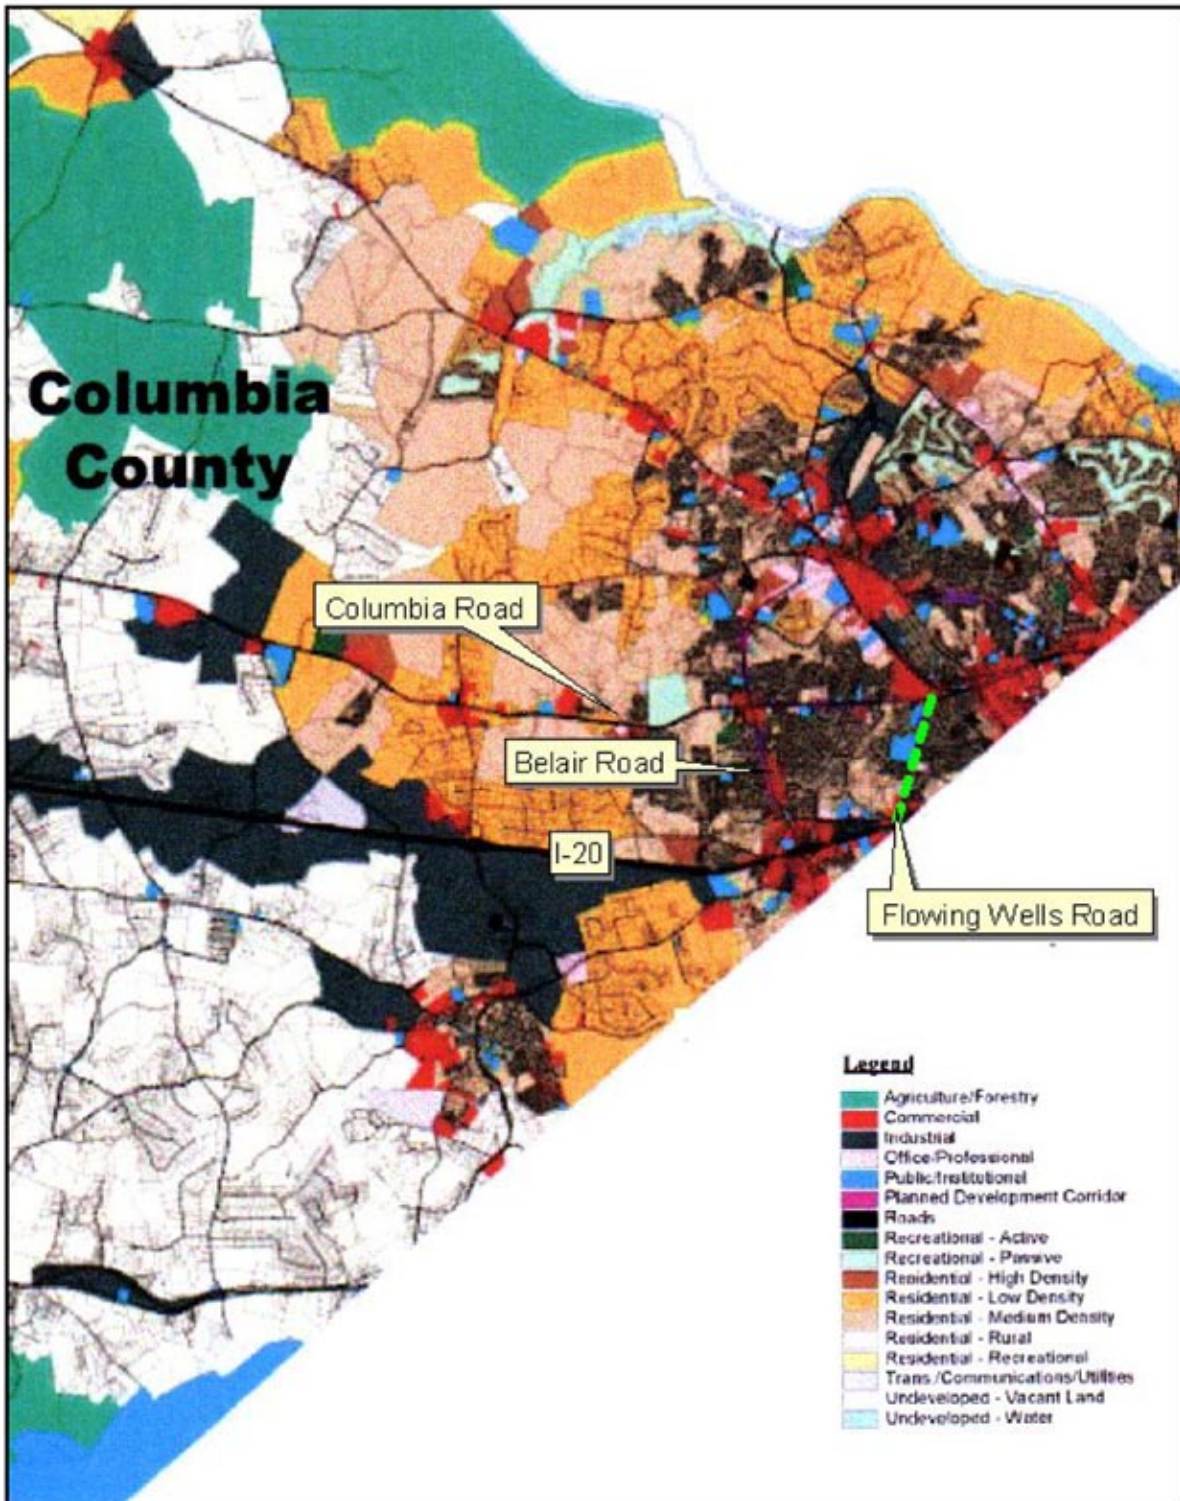 Columbia
County
Columbia Road
Belair Road
I-20
Flowing Wells Road
Legend
Agriculture/Forestry
Commercial
Industrial
Office/Professional
Public/Institutional
Planned Development Corridor
Roads
Recreational - Active
Recreational - Passive
Residential - High Density
Residential - Low Density
Residential - Medium Density
Residential - Rural
Residential - Recreational
Trans./Communications/Utilities
Undeveloped - Vacant Land
Undeveloped - Water